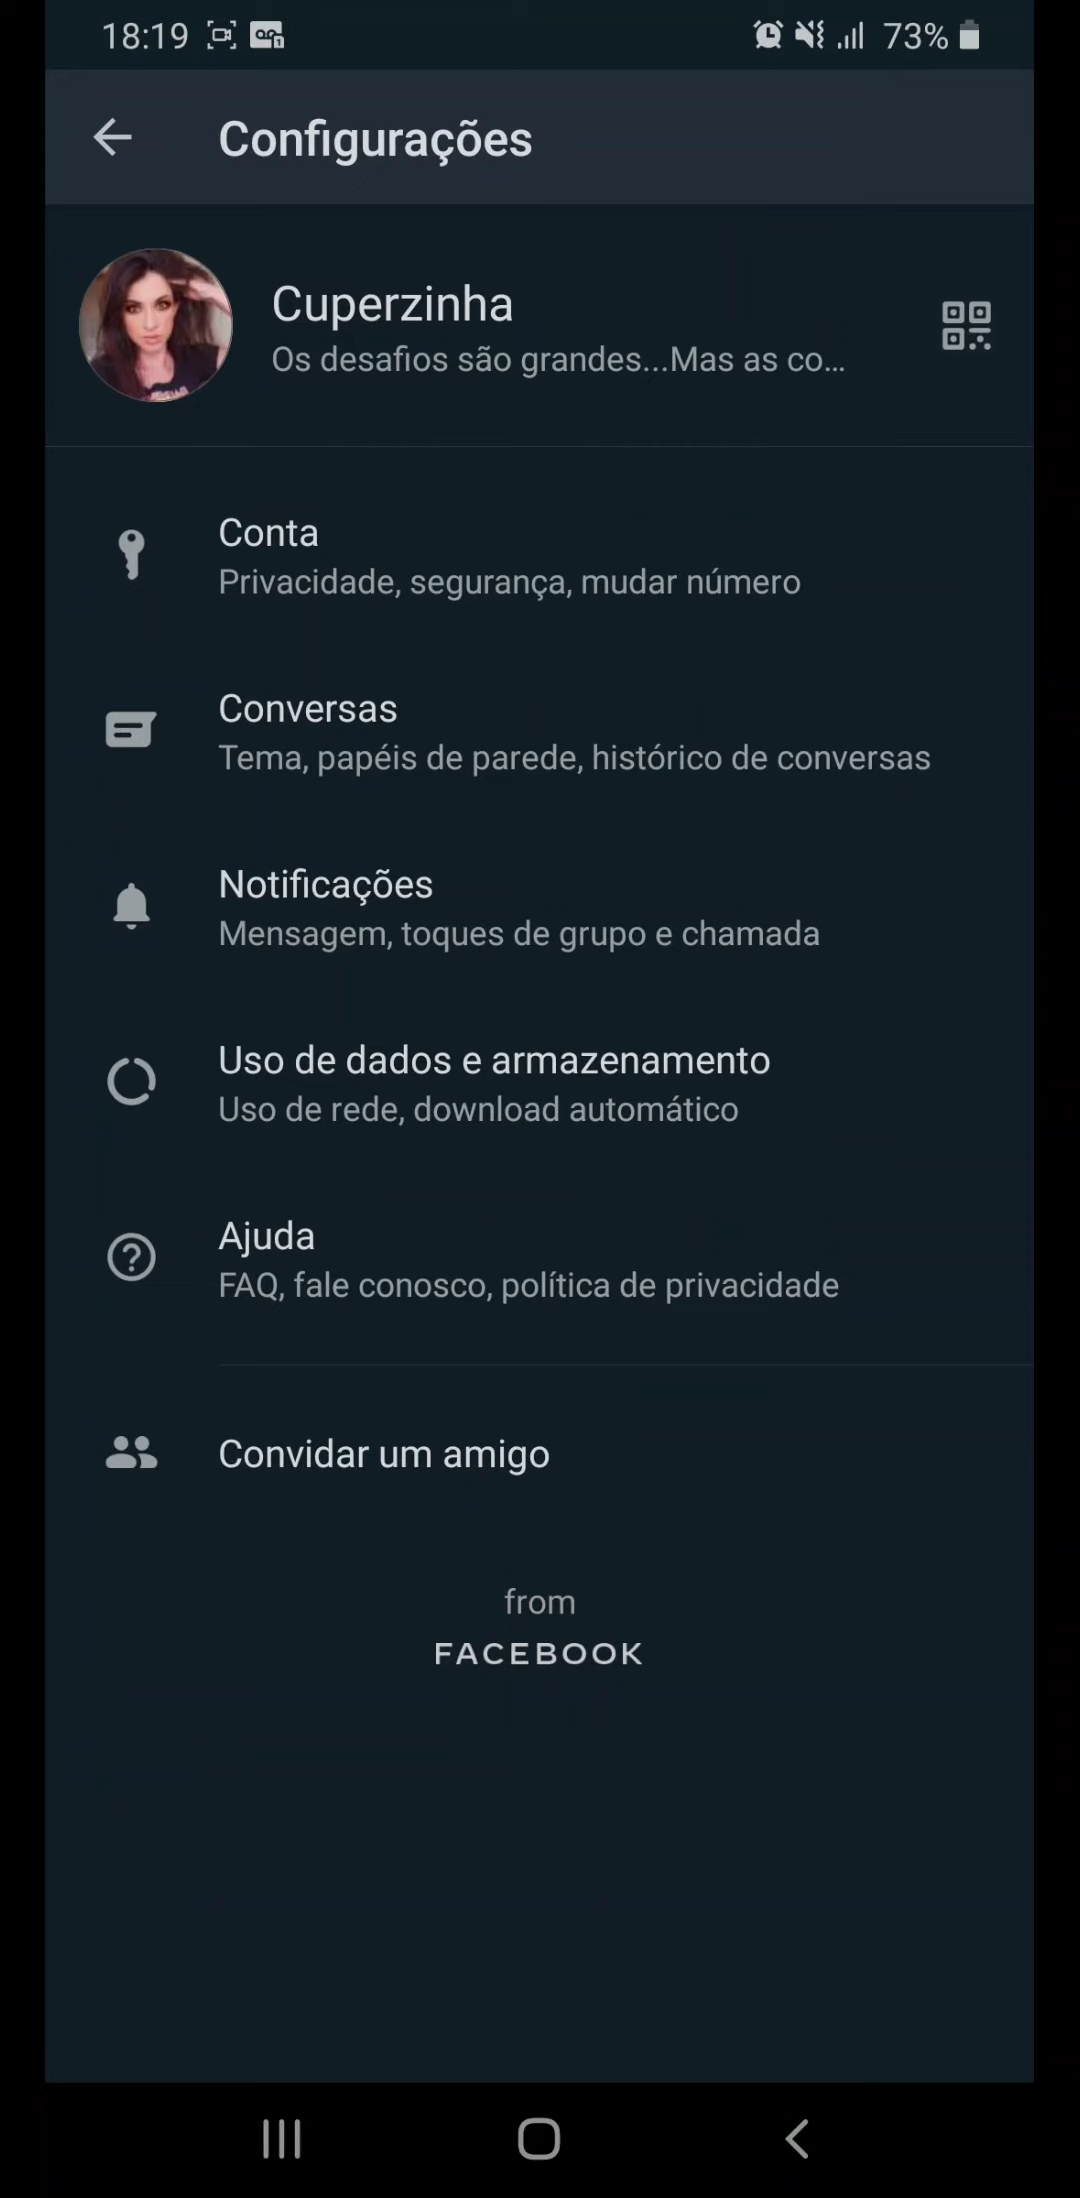 18:19
73%
Configurações
Cuperzinha
Os desafios são grandes...Mas as co...
Conta
Privacidade, segurança, mudar número
Conversas
Tema, papéis de parede, histórico de conversas
Notificações
Mensagem, toques de grupo e chamada
Uso de dados e armazenamento
Uso de rede, download automático
Ajuda
FAQ, fale conosco, política de privacidade
Convidar um amigo
from
FACEBOOK